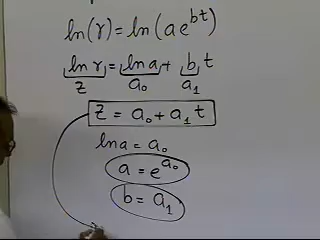 ln(γ) = ln(ae^{bt})
ln γ = ln a + b t
z a₀ a₁
z = a₀ + a₁ t
ln a = a₀
a = e^{a₀}
b = a₁